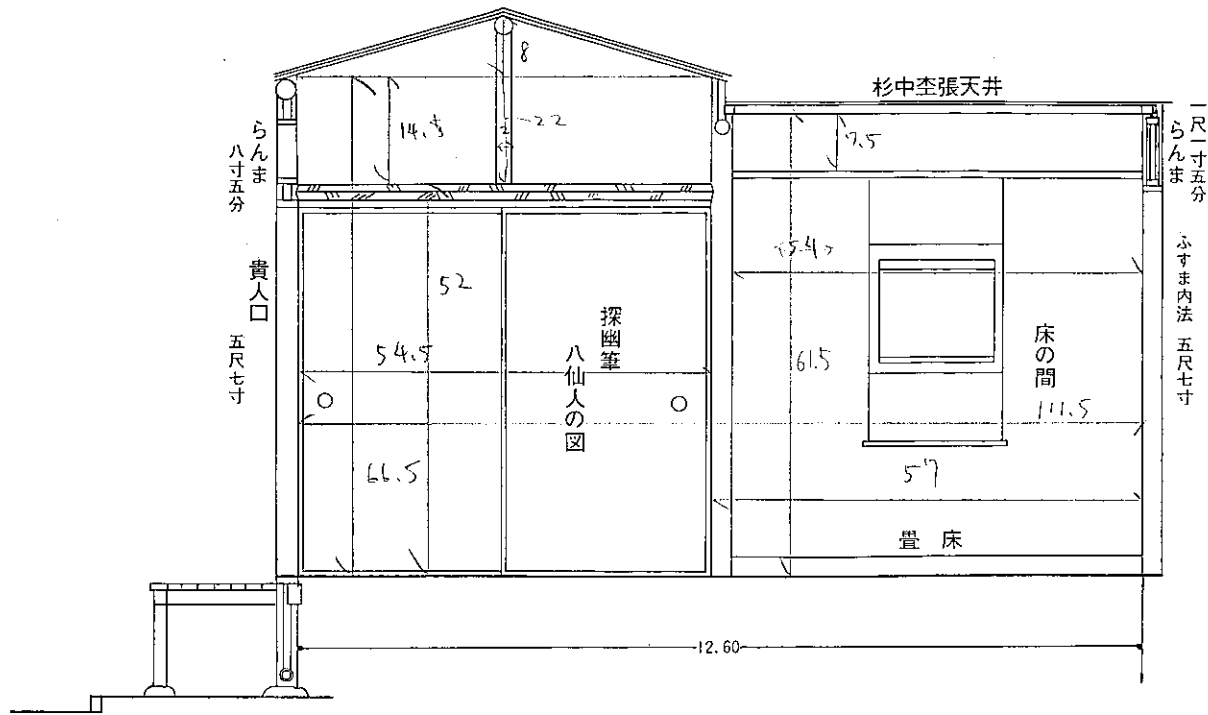 杉中杢張天井
らんま
八寸五分
貴人口
五尺七寸
8
22
14.5
52
54.5
66.5
探幽筆
八仙人の図
7.5
54
61.5
床の間
111.5
57
畳床
一尺一寸五分
らんま
ふすま内法 五尺七寸
12.60